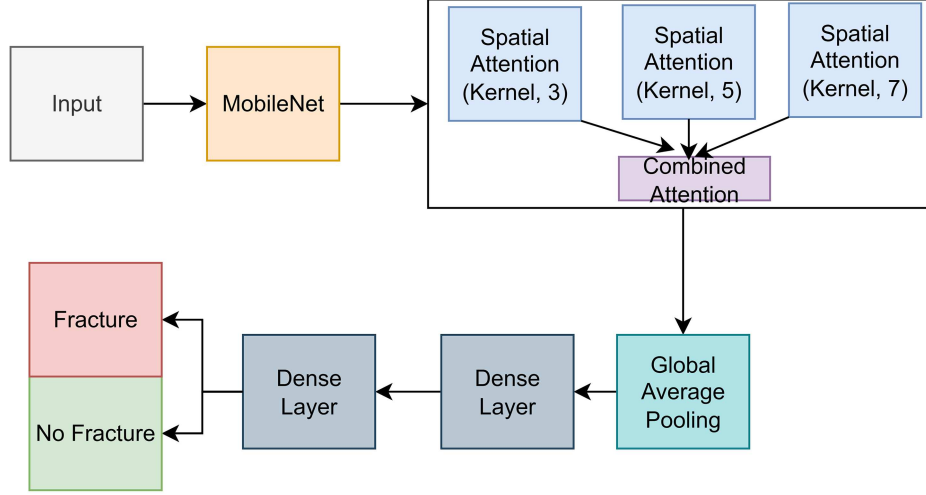 Input
MobileNet
Spatial
Attention
(Kernel, 3)
Spatial
Attention
(Kernel, 5)
Spatial
Attention
(Kernel, 7)
Combined
Attention
Global
Average
Pooling
Dense
Layer
Dense
Layer
Fracture
No Fracture